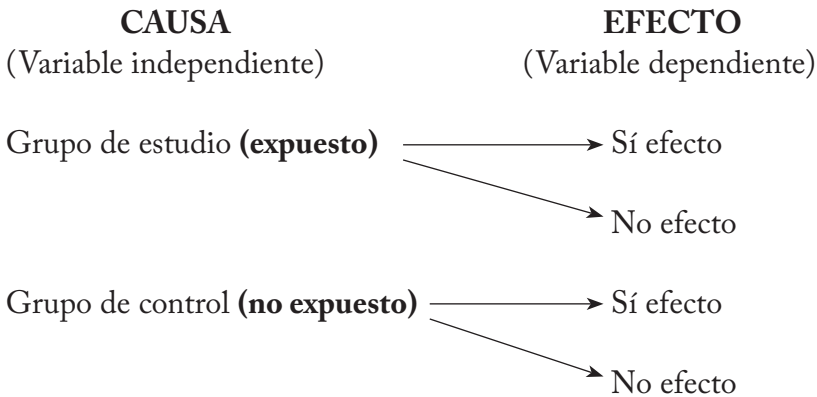 CAUSA EFECTO
(Variable independiente) (Variable dependiente)
Grupo de estudio (expuesto) Sí efecto
No efecto
Grupo de control (no expuesto) Sí efecto
No efecto